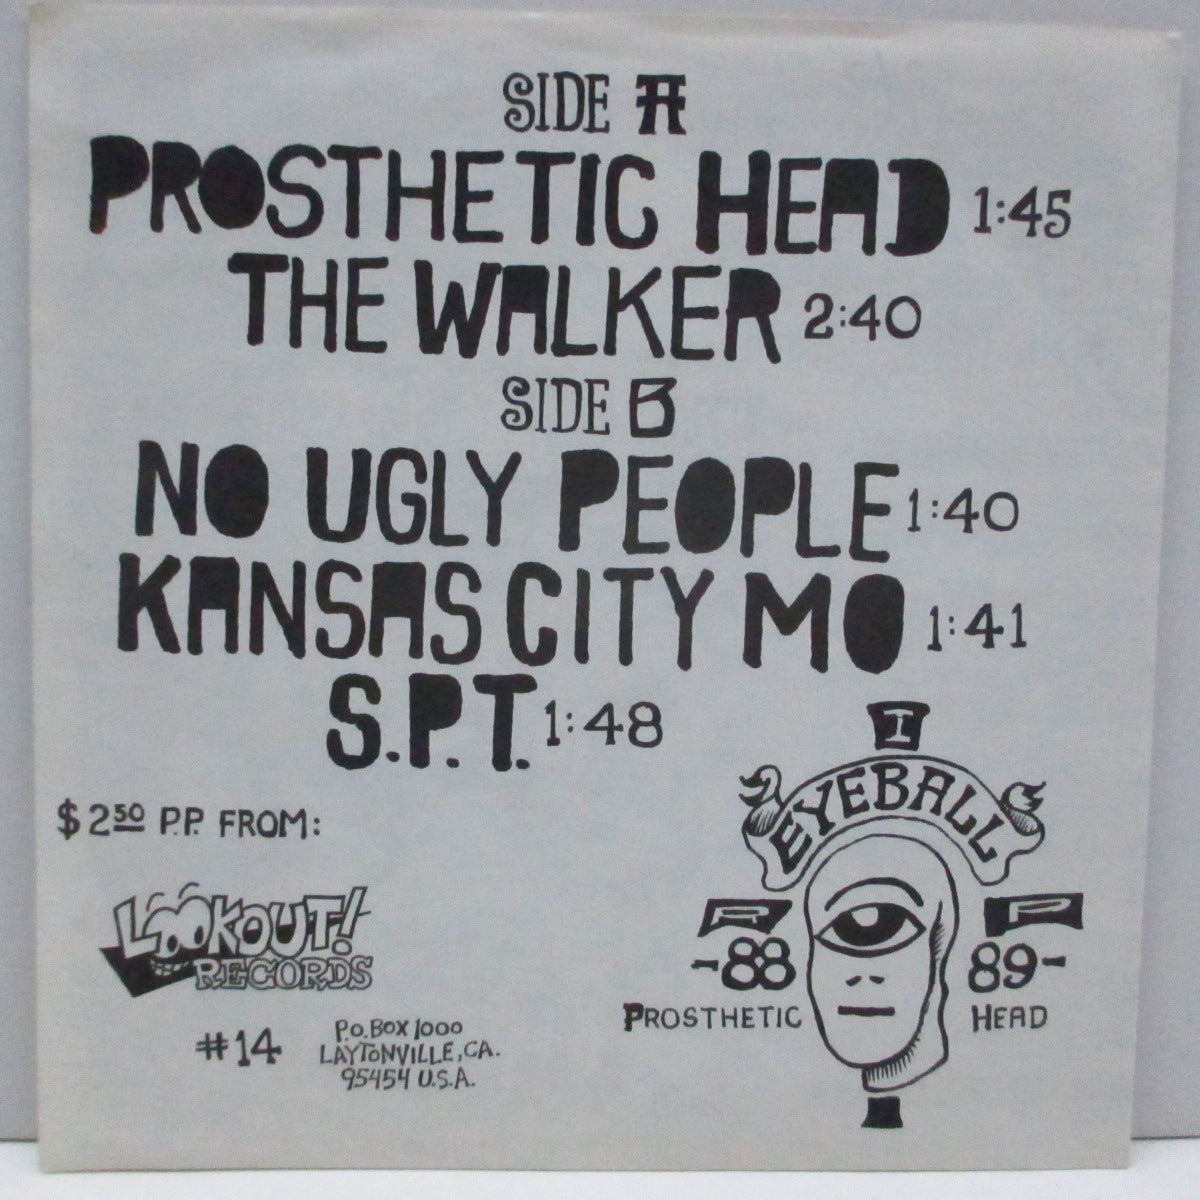 SIDE A
PROSTHETIC HEAD 1:45
THE WALKER 2:40
SIDE B
NO UGLY PEOPLE 1:40
KANSAS CITY MO 1:41
S.P.T. 1:48
$2.50 P.P. FROM:
LOOKOUT!
RECORDS
#14
P.O. BOX 1000
LAYTONVILLE, CA.
95454 U.S.A.
I
EYEBALL
R P
-88 89-
PROSTHETIC HEAD